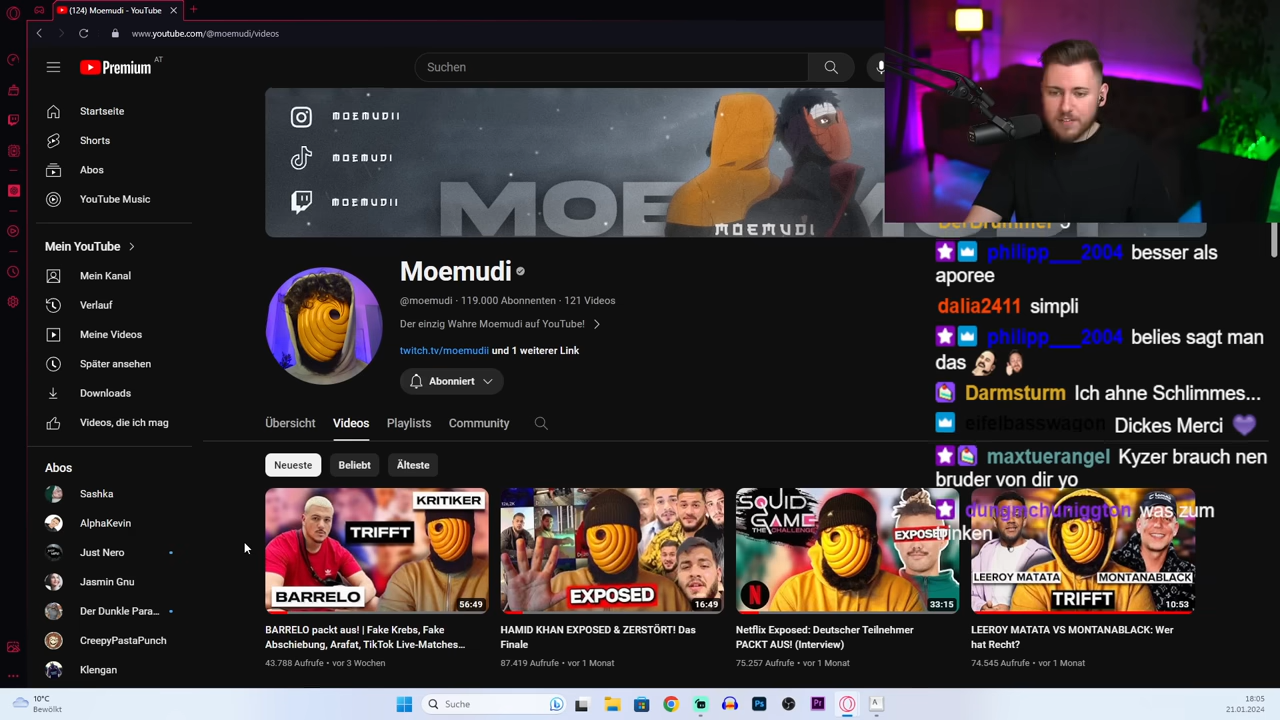 (124) Moemudi - YouTube
www.youtube.com/@moemudi/videos
Premium AT
Suchen
Startseite
Shorts
Abos
YouTube Music
Mein YouTube
Mein Kanal
Verlauf
Meine Videos
Später ansehen
Downloads
Videos, die ich mag
Abos
Sashka
AlphaKevin
Just Nero
Jasmin Gnu
Der Dunkle Para...
CreepyPastaPunch
Klengan
MOEMUDII
MOEMUDI
MOEMUDII
MOEMUDI
Moemudi
@moemudi · 119.000 Abonnenten · 121 Videos
Der einzig Wahre Moemudi auf YouTube!
twitch.tv/moemudii und 1 weiterer Link
Abonniert
Übersicht
Videos
Playlists
Community
Neueste
Beliebt
Älteste
KRITIKER
TRIFFT
BARRELO
56:49
BARRELO packt aus! | Fake Krebs, Fake
Abschiebung, Arafat, TikTok Live-Matches...
43.788 Aufrufe • vor 3 Wochen
EXPOSED
16:49
HAMID KHAN EXPOSED & ZERSTÖRT! Das
Finale
87.419 Aufrufe • vor 1 Monat
SQUID
GAME
THE CHALLENGE
EXPOSED
N
33:15
Netflix Exposed: Deutscher Teilnehmer
PACKT AUS! (Interview)
75.257 Aufrufe • vor 1 Monat
LEEROY MATATA
MONTANABLACK
TRIFFT
10:53
LEEROY MATATA VS MONTANABLACK: Wer
hat Recht?
74.545 Aufrufe • vor 1 Monat
philipp___2004 besser als
aporee
dalia2411 simpli
philipp___2004 belies sagt man
das
Darmsturm Ich ahne Schlimmes...
eifelbasswagon Dickes Merci
maxtuerangel Kyzer brauch nen
bruder von dir yo
dungmchuniggton was zum
trinken
10°C
Bewölkt
Suche
18:05
21.01.2024